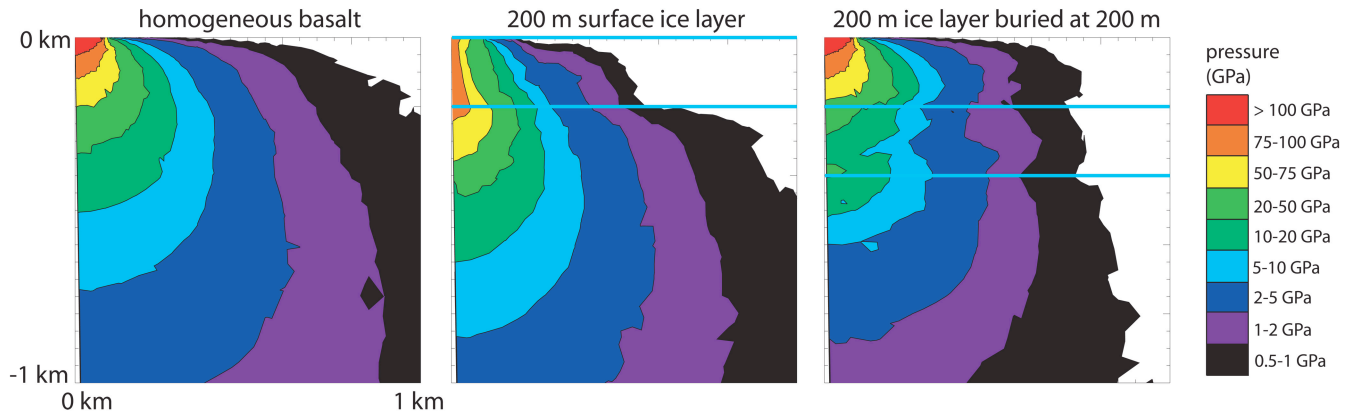 homogeneous basalt
200 m surface ice layer
200 m ice layer buried at 200 m
0 km
-1 km
0 km
1 km
pressure
(GPa)
> 100 GPa
75-100 GPa
50-75 GPa
20-50 GPa
10-20 GPa
5-10 GPa
2-5 GPa
1-2 GPa
0.5-1 GPa